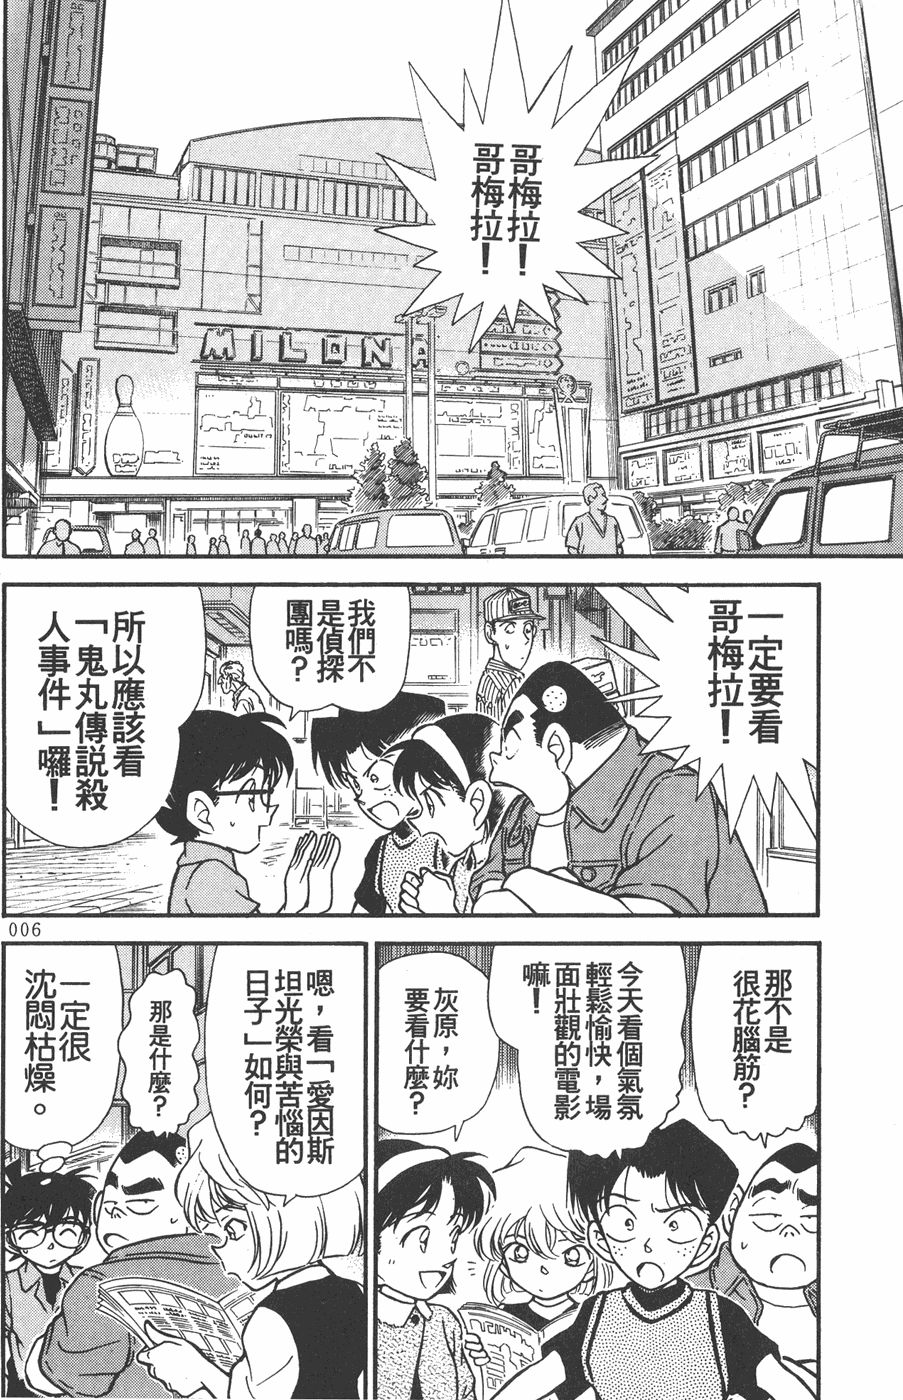 哥梅拉！
哥梅拉！
MILONA
一定要看
哥梅拉！
我們不
是偵探
團嗎？
所以應該看
「鬼丸傳説殺
人事件」囉！
006
那不是
很花腦筋？
今天看個氣氛
輕鬆愉快，場
面壯觀的電影
嘛！
灰原，妳
要看什麼？
嗯，看「愛因斯
坦光榮與苦惱的
日子」如何？
那是什麼？
一定很
沈悶枯燥。